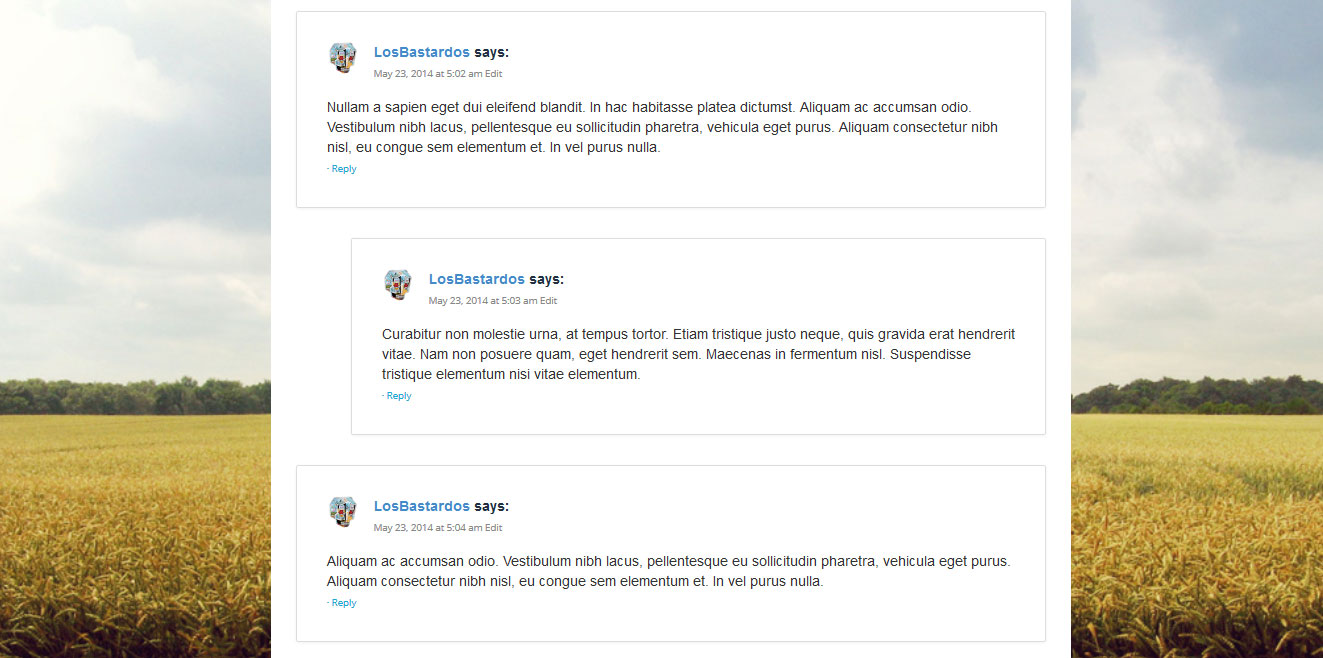 LosBastardos says:
May 23, 2014 at 5:02 am Edit
Nullam a sapien eget dui eleifend blandit. In hac habitasse platea dictumst. Aliquam ac accumsan odio.
Vestibulum nibh lacus, pellentesque eu sollicitudin pharetra, vehicula eget purus. Aliquam consectetur nibh
nisl, eu congue sem elementum et. In vel purus nulla.
· Reply
LosBastardos says:
May 23, 2014 at 5:03 am Edit
Curabitur non molestie urna, at tempus tortor. Etiam tristique justo neque, quis gravida erat hendrerit
vitae. Nam non posuere quam, eget hendrerit sem. Maecenas in fermentum nisl. Suspendisse
tristique elementum nisi vitae elementum.
· Reply
LosBastardos says:
May 23, 2014 at 5:04 am Edit
Aliquam ac accumsan odio. Vestibulum nibh lacus, pellentesque eu sollicitudin pharetra, vehicula eget purus.
Aliquam consectetur nibh nisl, eu congue sem elementum et. In vel purus nulla.
· Reply